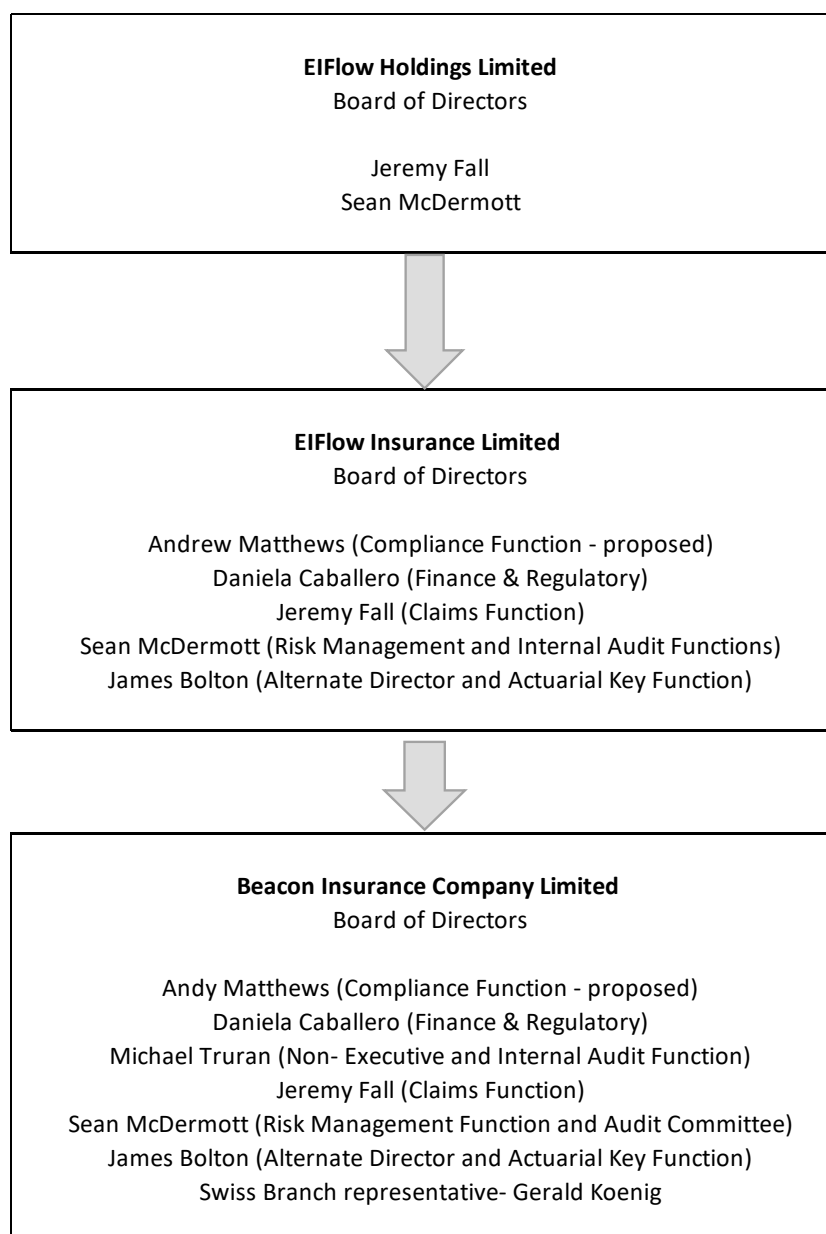 EIFlow Holdings Limited
Board of Directors
Jeremy Fall
Sean McDermott
EIFlow Insurance Limited
Board of Directors
Andrew Matthews (Compliance Function - proposed)
Daniela Caballero (Finance & Regulatory)
Jeremy Fall (Claims Function)
Sean McDermott (Risk Management and Internal Audit Functions)
James Bolton (Alternate Director and Actuarial Key Function)
Beacon Insurance Company Limited
Board of Directors
Andy Matthews (Compliance Function - proposed)
Daniela Caballero (Finance & Regulatory)
Michael Truran (Non- Executive and Internal Audit Function)
Jeremy Fall (Claims Function)
Sean McDermott (Risk Management Function and Audit Committee)
James Bolton (Alternate Director and Actuarial Key Function)
Swiss Branch representative- Gerald Koenig